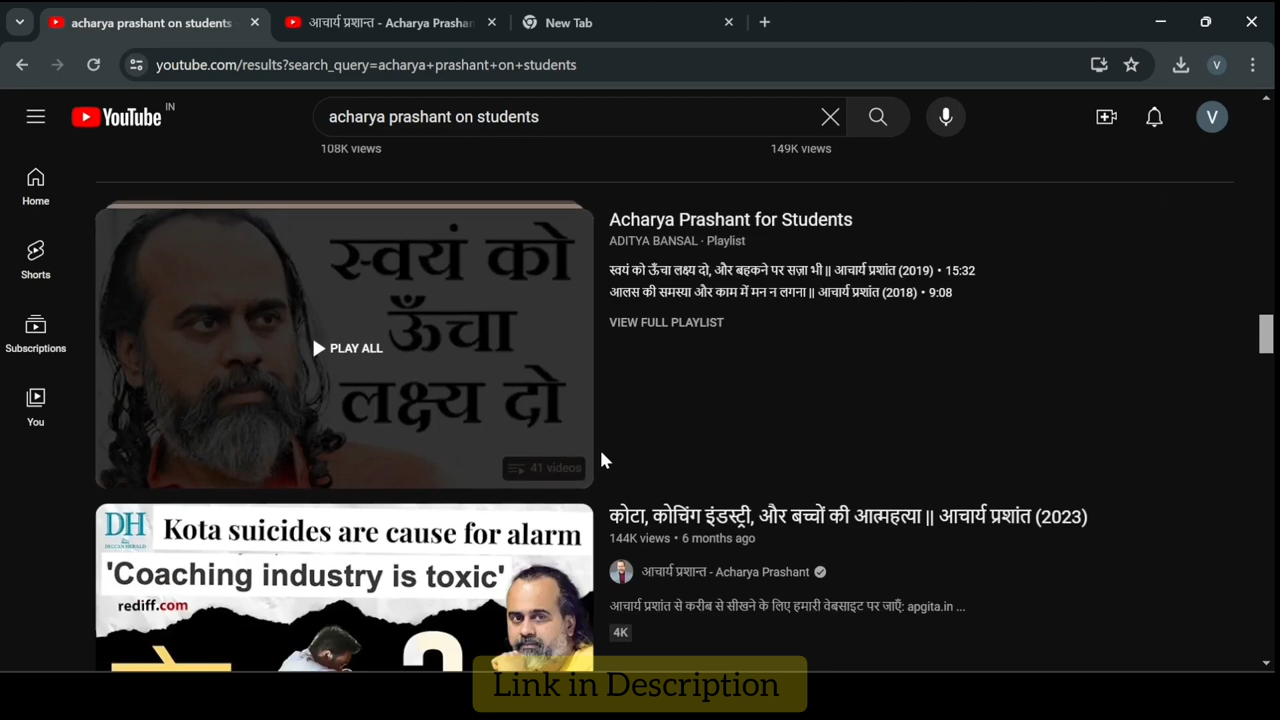 acharya prashant on students
आचार्य प्रशान्त - Acharya Prashan
New Tab
youtube.com/results?search_query=acharya+prashant+on+students
V
YouTube IN
acharya prashant on students
V
108K views
149K views
Home
Shorts
Subscriptions
You
स्वयं को
ऊँचा
लक्ष्य दो
PLAY ALL
41 videos
Acharya Prashant for Students
ADITYA BANSAL · Playlist
स्वयं को ऊँचा लक्ष्य दो, और बहकने पर सज़ा भी || आचार्य प्रशांत (2019) • 15:32
आलस की समस्या और काम में मन न लगना || आचार्य प्रशांत (2018) • 9:08
VIEW FULL PLAYLIST
DH
DECCAN HERALD
Kota suicides are cause for alarm
'Coaching industry is toxic'
rediff.com
?
कोटा, कोचिंग इंडस्ट्री, और बच्चों की आत्महत्या || आचार्य प्रशांत (2023)
144K views • 6 months ago
आचार्य प्रशान्त - Acharya Prashant
आचार्य प्रशांत से करीब से सीखने के लिए हमारी वेबसाइट पर जाएँ: apgita.in ...
4K
Link in Description